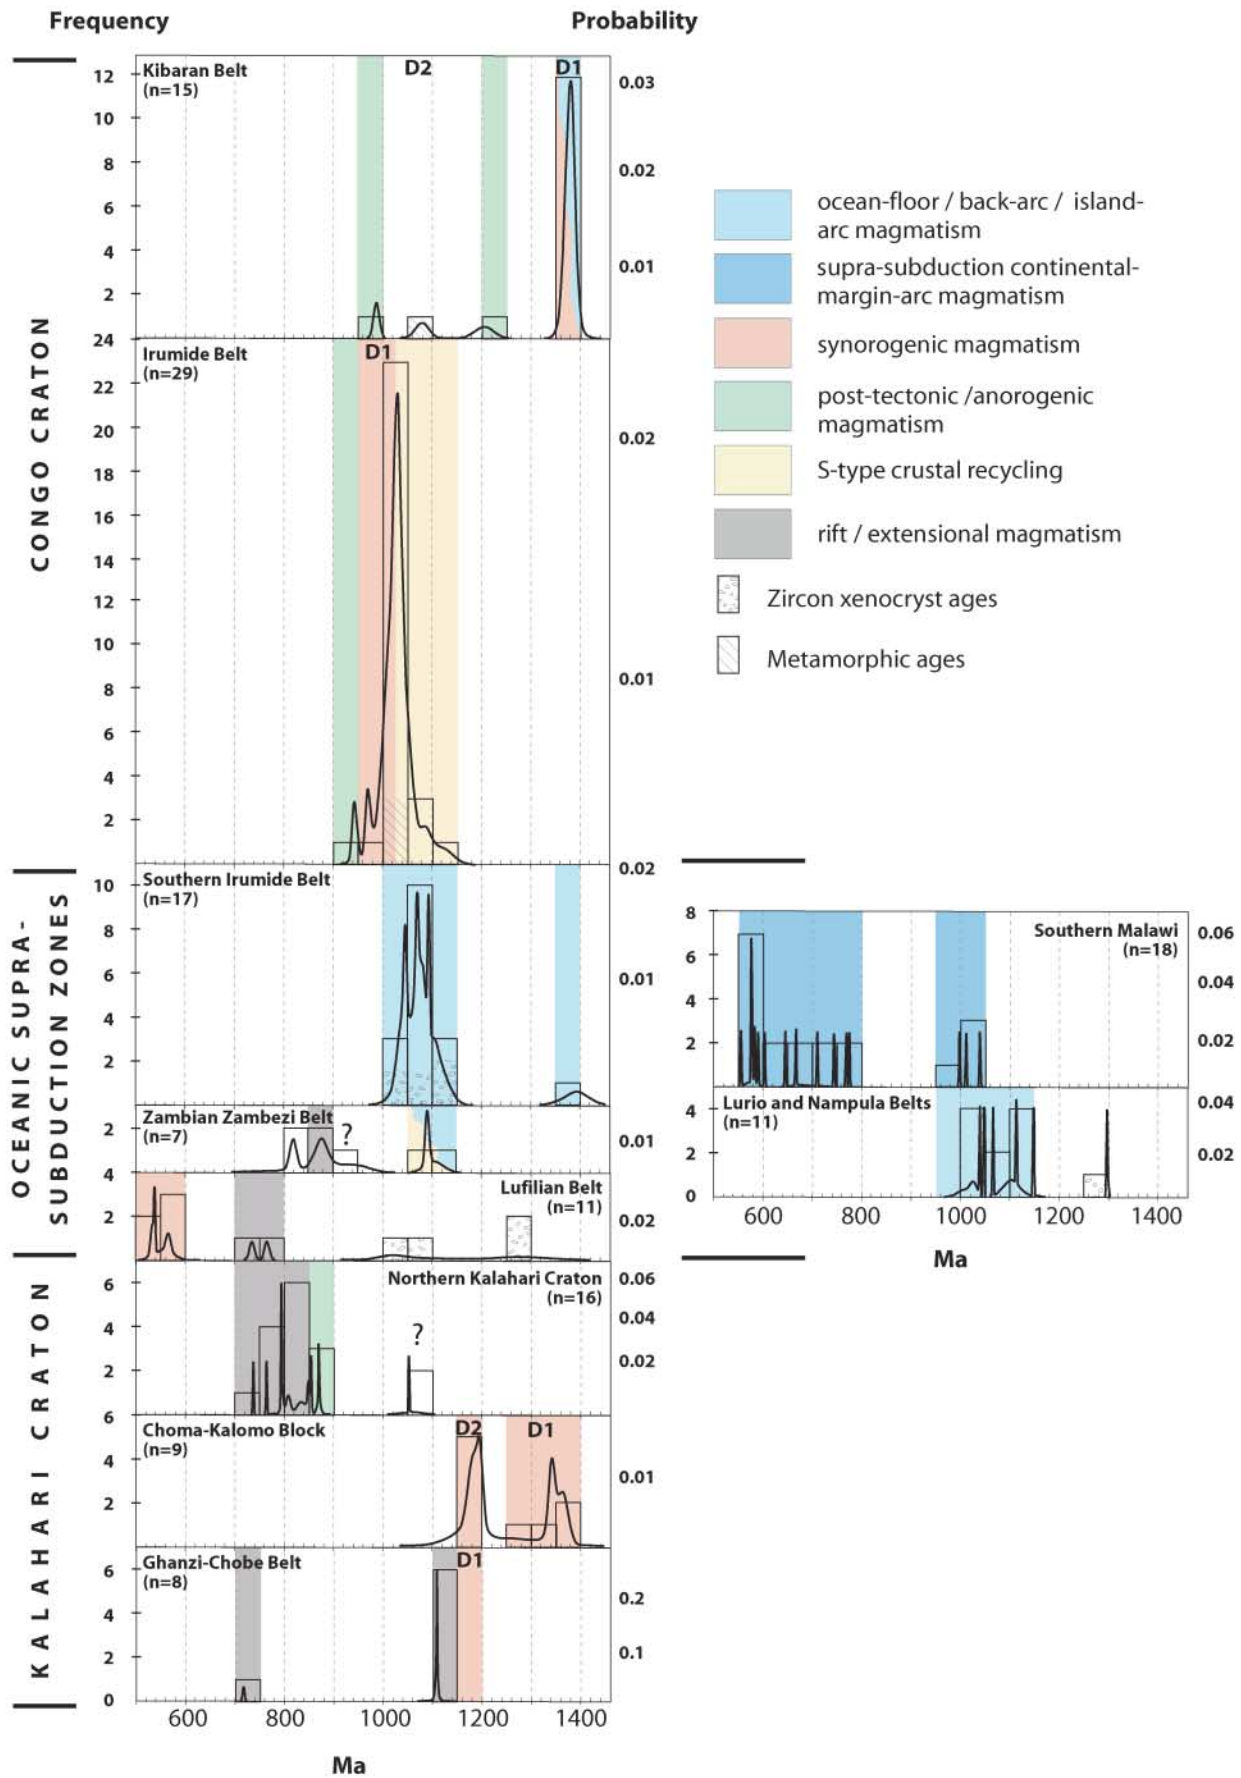 Frequency
Probability
CONGO CRATON
Kibaran Belt
(n=15)
D2
D1
12
10
8
6
4
2
0.03
0.02
0.01
Irumide Belt
(n=29)
D1
24
22
20
18
16
14
12
10
8
6
4
2
0.02
0.01
OCEANIC SUPRA-
SUBDUCTION ZONES
Southern Irumide Belt
(n=17)
10
8
6
4
2
0.02
0.01
Zambian Zambezi Belt
(n=7)
?
2
0.01
Lufilian Belt
(n=11)
4
2
0.02
KALAHARI CRATON
Northern Kalahari Craton
(n=16)
?
6
4
2
0.06
0.04
0.02
Choma-Kalomo Block
(n=9)
D2
D1
6
4
2
0.01
Ghanzi-Chobe Belt
(n=8)
D1
6
4
2
0
0.2
0.1
600
800
1000
1200
1400
Ma
ocean-floor / back-arc / island-
arc magmatism
supra-subduction continental-
margin-arc magmatism
synorogenic magmatism
post-tectonic /anorogenic
magmatism
S-type crustal recycling
rift / extensional magmatism
Zircon xenocryst ages
Metamorphic ages
Southern Malawi
(n=18)
8
6
4
2
0.06
0.04
0.02
Lurio and Nampula Belts
(n=11)
4
2
0
0.04
0.02
600
800
1000
1200
1400
Ma